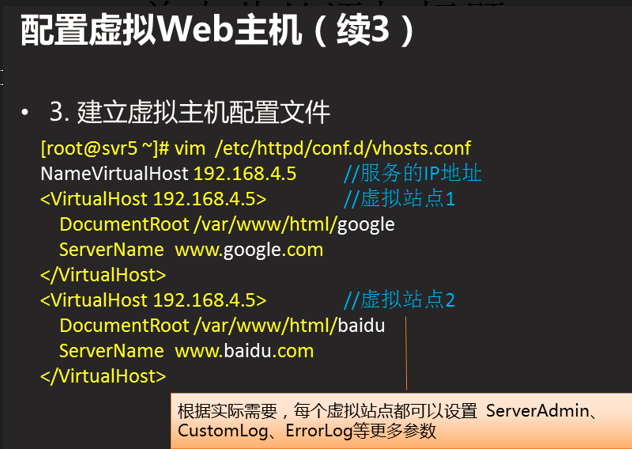 配置虚拟Web主机（续3）
• 3. 建立虚拟主机配置文件
[root@svr5 ~]# vim /etc/httpd/conf.d/vhosts.conf
NameVirtualHost 192.168.4.5 //服务的IP地址
<VirtualHost 192.168.4.5> //虚拟站点1
DocumentRoot /var/www/html/google
ServerName www.google.com
</VirtualHost>
<VirtualHost 192.168.4.5> //虚拟站点2
DocumentRoot /var/www/html/baidu
ServerName www.baidu.com
</VirtualHost>
根据实际需要，每个虚拟站点都可以设置 ServerAdmin、
CustomLog、ErrorLog等更多参数